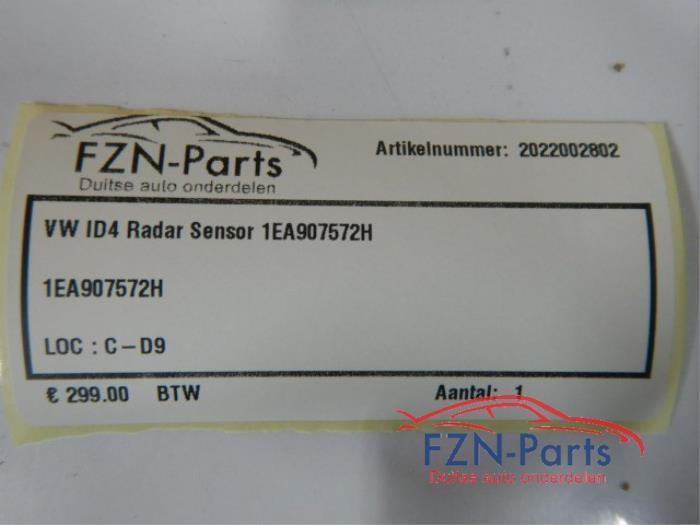 FZN-Parts
Duitse auto onderdelen
Artikelnummer: 2022002802
VW ID4 Radar Sensor 1EA907572H
1EA907572H
LOC : C-D9
€ 299.00 BTW Aantal: 1
FZN-Parts
Duitse auto onderdelen